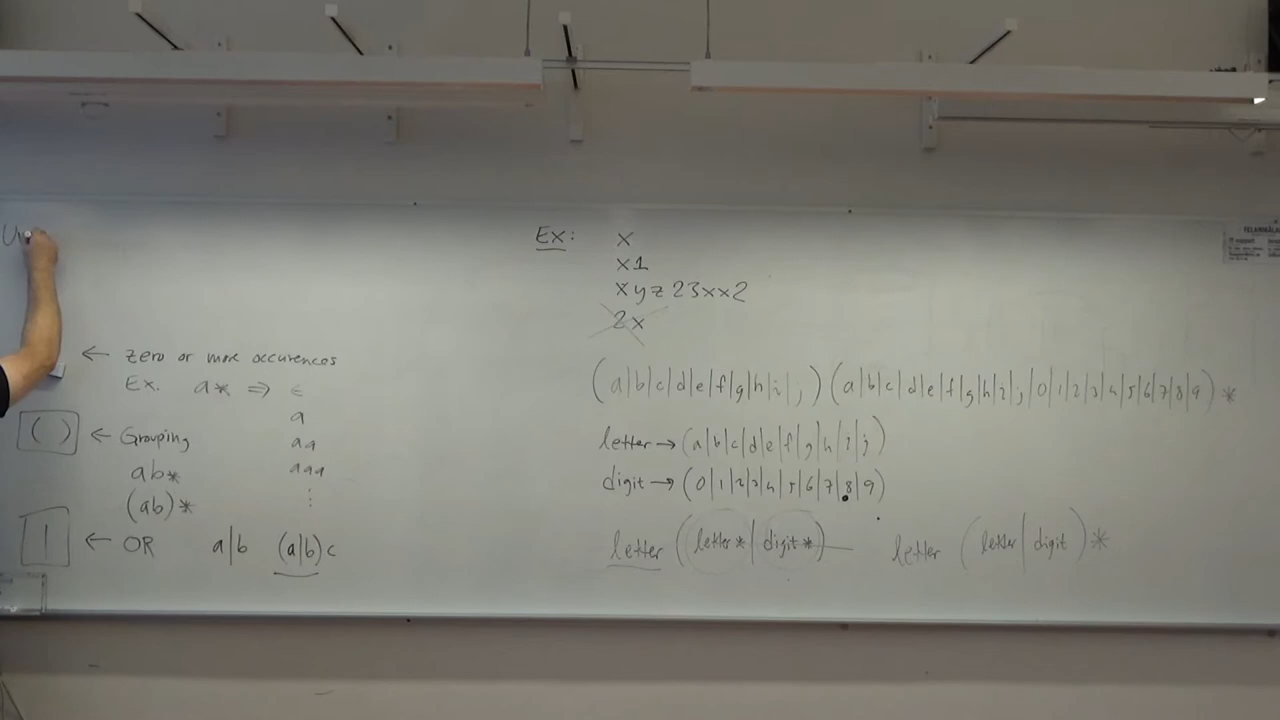 ← zero or more occurences
Ex. a* ⇒ ε
a
aa
aaa
⋮
( ) ← Grouping
ab*
(ab)*
| ← OR a|b (a|b)c
Ex: x
x1
xyz23xx2
2x
(a|b|c|d|e|f|g|h|i|j)(a|b|c|d|e|f|g|h|i|j|0|1|2|3|4|5|6|7|8|9)*
letter → (a|b|c|d|e|f|g|h|i|j)
digit → (0|1|2|3|4|5|6|7|8|9)
letter (letter*|digit*) letter (letter|digit)*